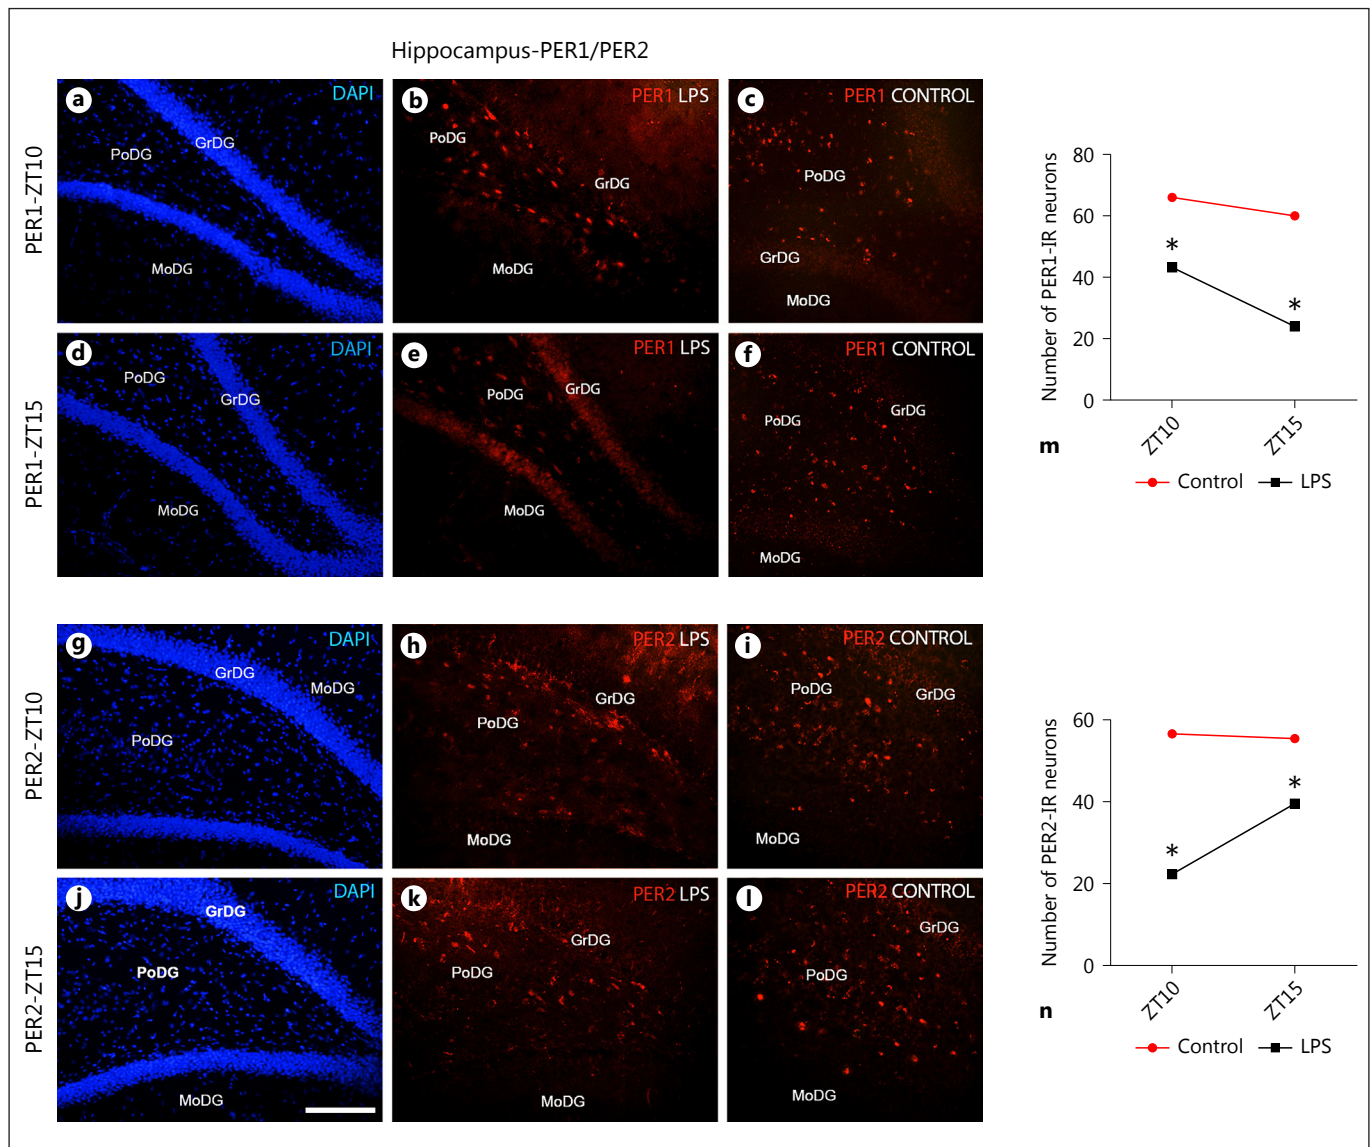 Hippocampus-PER1/PER2
PER1-ZT10
a DAPI
GrDG
PoDG
MoDG
b PER1 LPS
PoDG
GrDG
MoDG
c PER1 CONTROL
PoDG
GrDG
MoDG
PER1-ZT15
d DAPI
PoDG
GrDG
MoDG
e PER1 LPS
GrDG
PoDG
MoDG
f PER1 CONTROL
GrDG
PoDG
MoDG
Number of PER1-IR neurons
80
60
40
20
0
*
*
ZT10
ZT15
m
Control LPS
PER2-ZT10
g DAPI
GrDG
MoDG
PoDG
h PER2 LPS
GrDG
PoDG
MoDG
i PER2 CONTROL
PoDG
GrDG
MoDG
PER2-ZT15
j DAPI
GrDG
PoDG
MoDG
k PER2 LPS
GrDG
PoDG
MoDG
l PER2 CONTROL
GrDG
PoDG
MoDG
Number of PER2-IR neurons
60
40
20
0
*
*
ZT10
ZT15
n
Control LPS